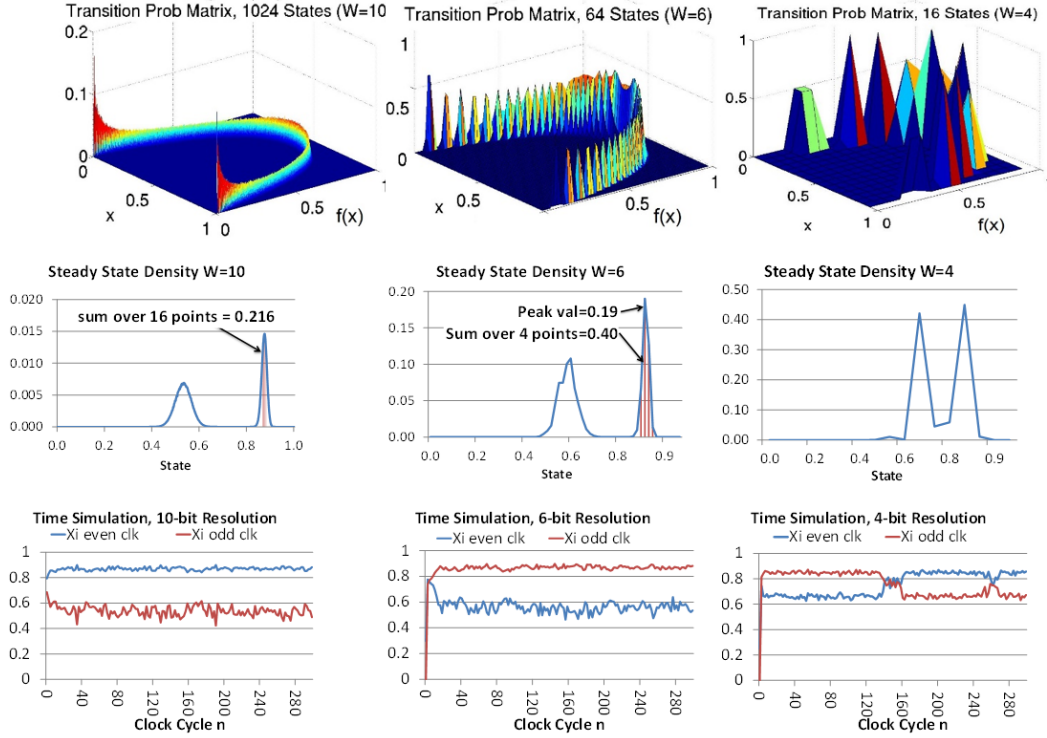 Transition Prob Matrix, 1024 States (W=10
0.2
0.1
0
0
0.5
1
x
0
0.5
1
f(x)
Transition Prob Matrix, 64 States (W=6)
1
0.5
0
0
0.5
x
0.5
1
f(x)
Transition Prob Matrix, 16 States (W=4)
1
0.5
0
0
0.5
1
x
0
0.5
1
f(x)
Steady State Density W=10
0.020
0.015
0.010
0.005
0.000
sum over 16 points = 0.216
0.0 0.2 0.4 0.6 0.8 1.0
State
Steady State Density W=6
0.20
0.15
0.10
0.05
0.00
Peak val=0.19
Sum over 4 points=0.40
0.0 0.2 0.3 0.5 0.6 0.8 0.9
State
Steady State Density W=4
0.50
0.40
0.30
0.20
0.10
0.00
0.0 0.2 0.3 0.5 0.6 0.8 0.9
State
Time Simulation, 10-bit Resolution
Xi even clk Xi odd clk
1
0.8
0.6
0.4
0.2
0
0 40 80 120 160 200 240 280
Clock Cycle n
Time Simulation, 6-bit Resolution
Xi even clk Xi odd clk
1
0.8
0.6
0.4
0.2
0
0 40 80 120 160 200 240 280
Clock Cycle n
Time Simulation, 4-bit Resolution
Xi even clk Xi odd clk
1
0.8
0.6
0.4
0.2
0
0 40 80 120 160 200 240 280
Clock Cycle n